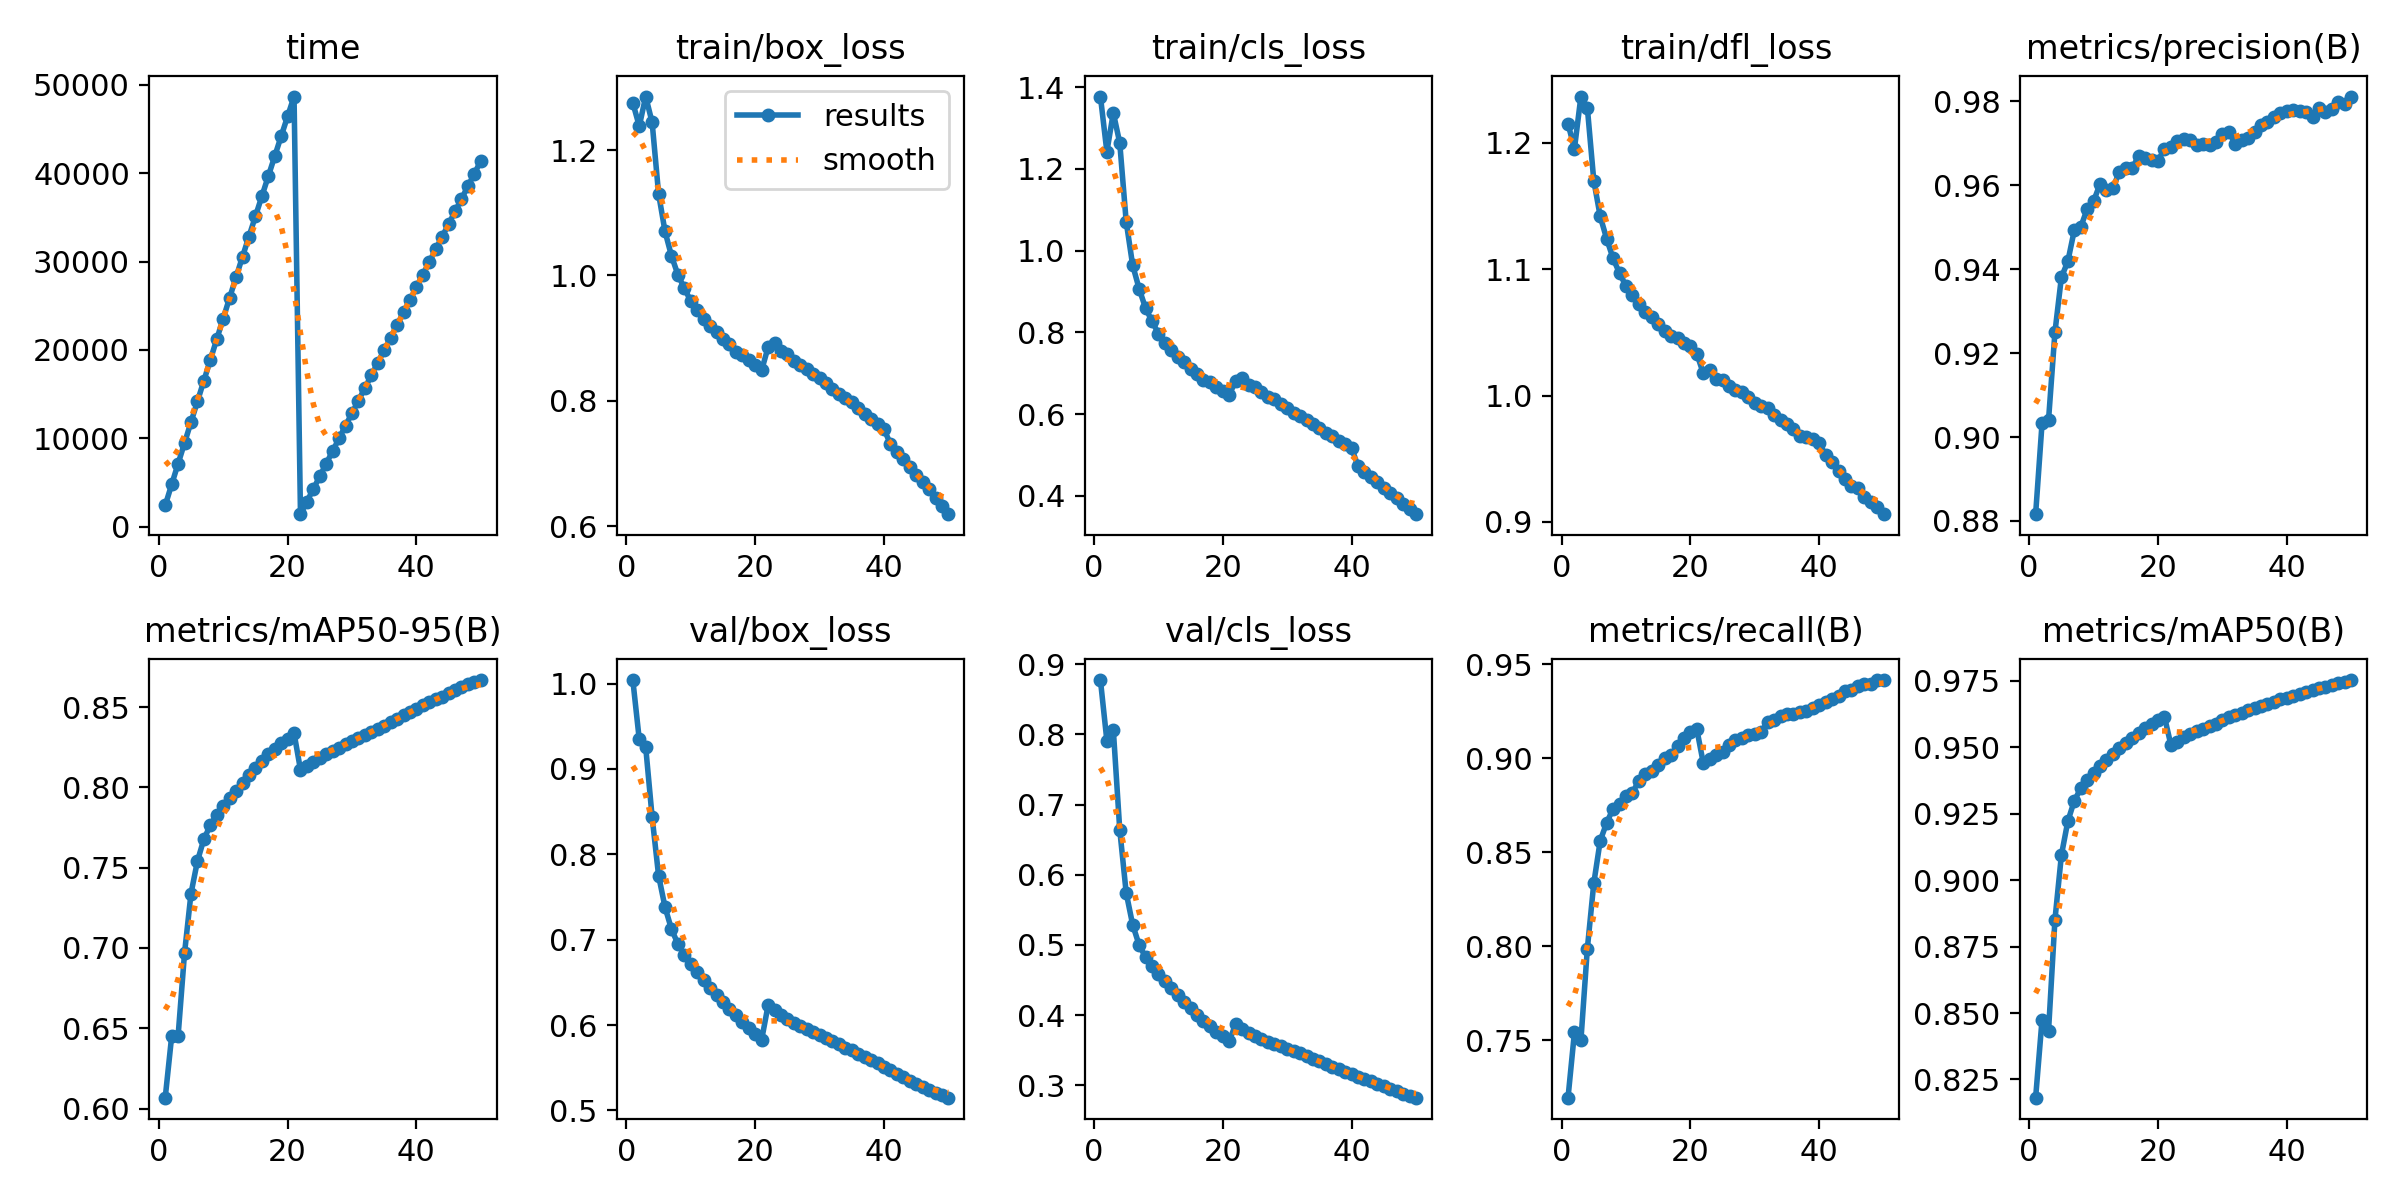 time
train/box_loss
train/cls_loss
train/dfl_loss
metrics/precision(B)
50000
40000
30000
20000
10000
0
0 20 40
results
smooth
1.2
1.0
0.8
0.6
0 20 40
1.4
1.2
1.0
0.8
0.6
0.4
0 20 40
1.2
1.1
1.0
0.9
0 20 40
0.98
0.96
0.94
0.92
0.90
0.88
0 20 40
metrics/mAP50-95(B)
val/box_loss
val/cls_loss
metrics/recall(B)
metrics/mAP50(B)
0.85
0.80
0.75
0.70
0.65
0.60
0 20 40
1.0
0.9
0.8
0.7
0.6
0.5
0 20 40
0.9
0.8
0.7
0.6
0.5
0.4
0.3
0 20 40
0.95
0.90
0.85
0.80
0.75
0 20 40
0.975
0.950
0.925
0.900
0.875
0.850
0.825
0 20 40